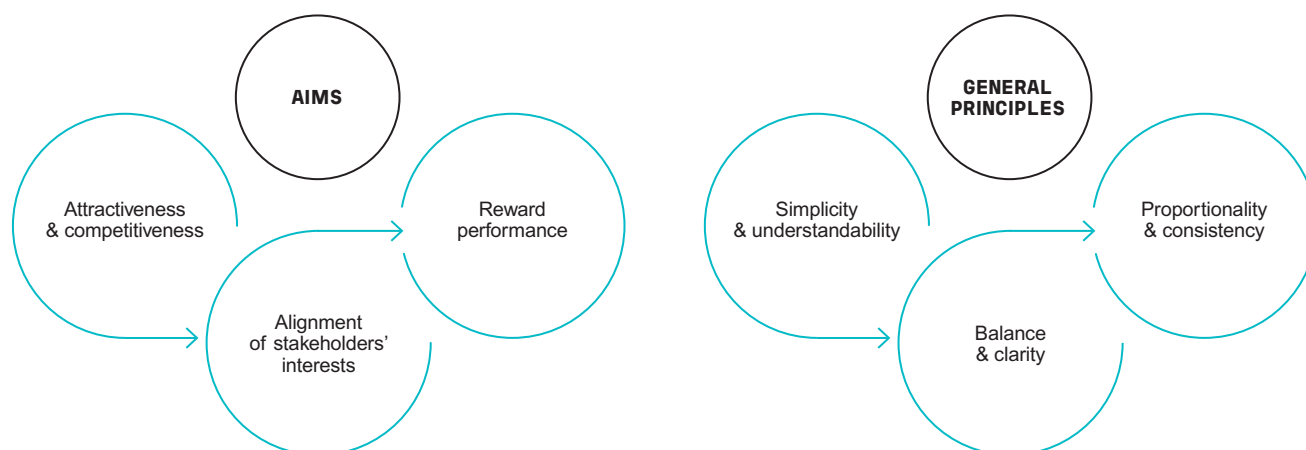 AIMS
Attractiveness
& competitiveness
Alignment
of stakeholders’
interests
Reward
performance
GENERAL
PRINCIPLES
Simplicity
& understandability
Balance
& clarity
Proportionality
& consistency